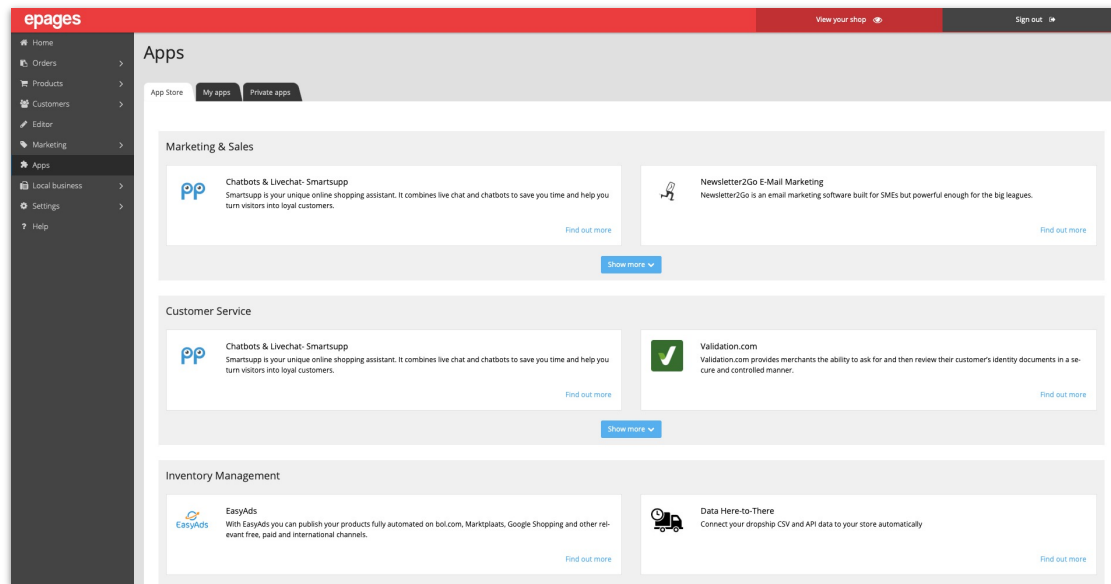 epages
View your shop
Sign out
Home
Orders
Products
Customers
Editor
Marketing
Apps
Local business
Settings
? Help
Apps
App Store
My apps
Private apps
Marketing & Sales
Chatbots & Livechat- Smartsupp
Smartsupp is your unique online shopping assistant. It combines live chat and chatbots to save you time and help you
turn visitors into loyal customers.
Find out more
Newsletter2Go E-Mail Marketing
Newsletter2Go is an email marketing software built for SMEs but powerful enough for the big leagues.
Find out more
Show more
Customer Service
Chatbots & Livechat- Smartsupp
Smartsupp is your unique online shopping assistant. It combines live chat and chatbots to save you time and help you
turn visitors into loyal customers.
Find out more
Validation.com
Validation.com provides merchants the ability to ask for and then review their customer's identity documents in a se-
cure and controlled manner.
Find out more
Show more
Inventory Management
EasyAds
EasyAds
With EasyAds you can publish your products fully automated on bol.com, Marktplaats, Google Shopping and other rel-
evant free, paid and international channels.
Find out more
Data Here-to-There
Connect your dropship CSV and API data to your store automatically
Find out more